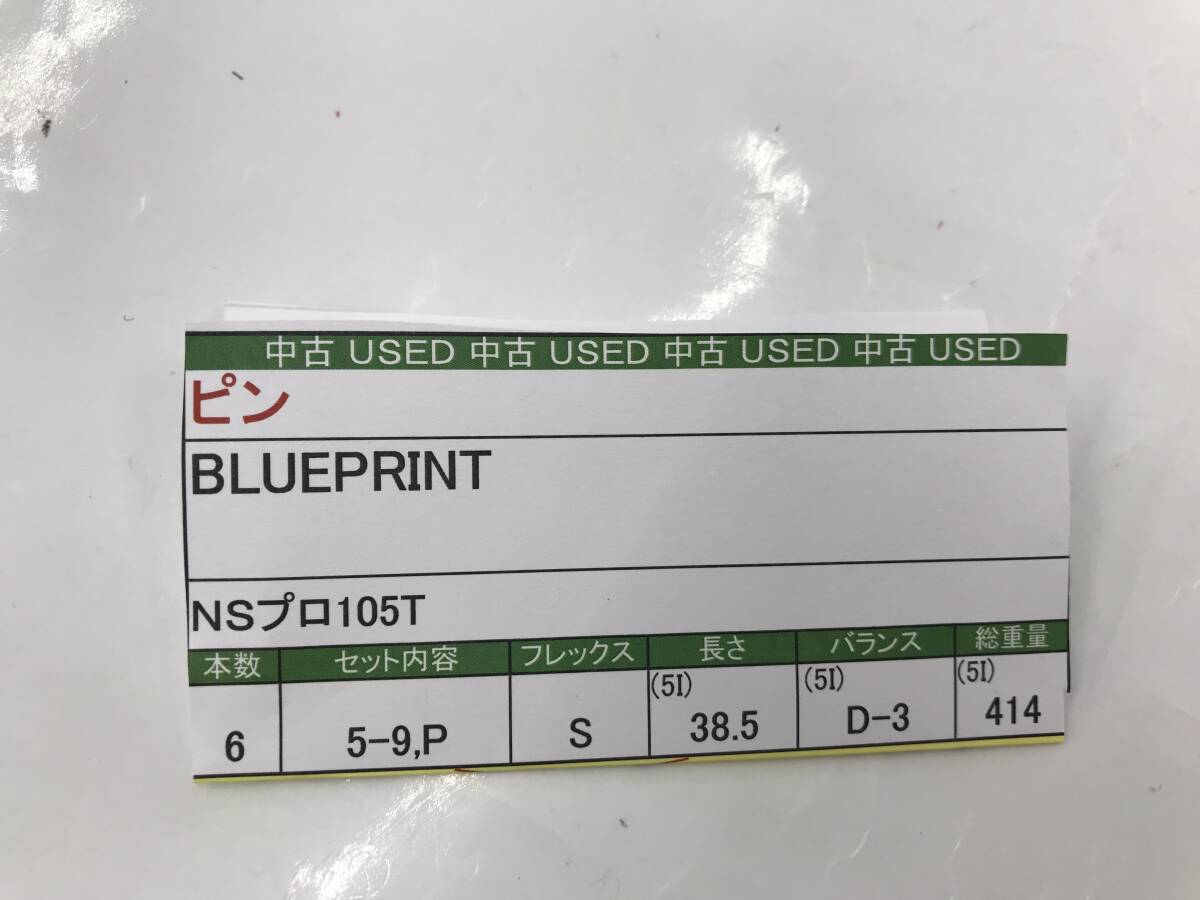 中古 USED 中古 USED 中古 USED 中古 USED
ピン
BLUEPRINT
NSプロ105T
本数 セット内容 フレックス 長さ バランス 総重量
(5I) (5I) (5I)
6 5-9,P S 38.5 D-3 414